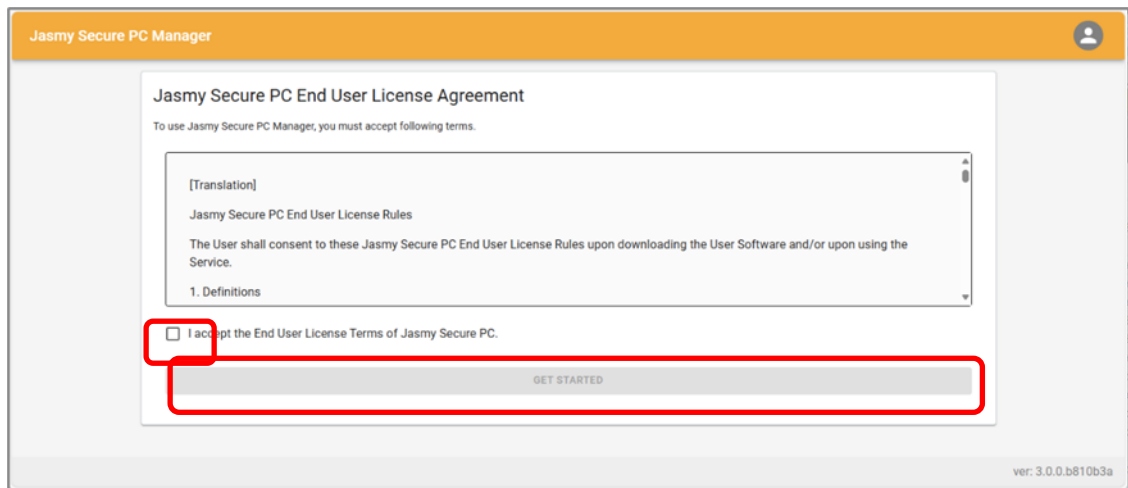 Jasmy Secure PC Manager
Jasmy Secure PC End User License Agreement
To use Jasmy Secure PC Manager, you must accept following terms.
[Translation]
Jasmy Secure PC End User License Rules
The User shall consent to these Jasmy Secure PC End User License Rules upon downloading the User Software and/or upon using the
Service.
1. Definitions
I accept the End User License Terms of Jasmy Secure PC.
GET STARTED
ver: 3.0.0.b810b3a